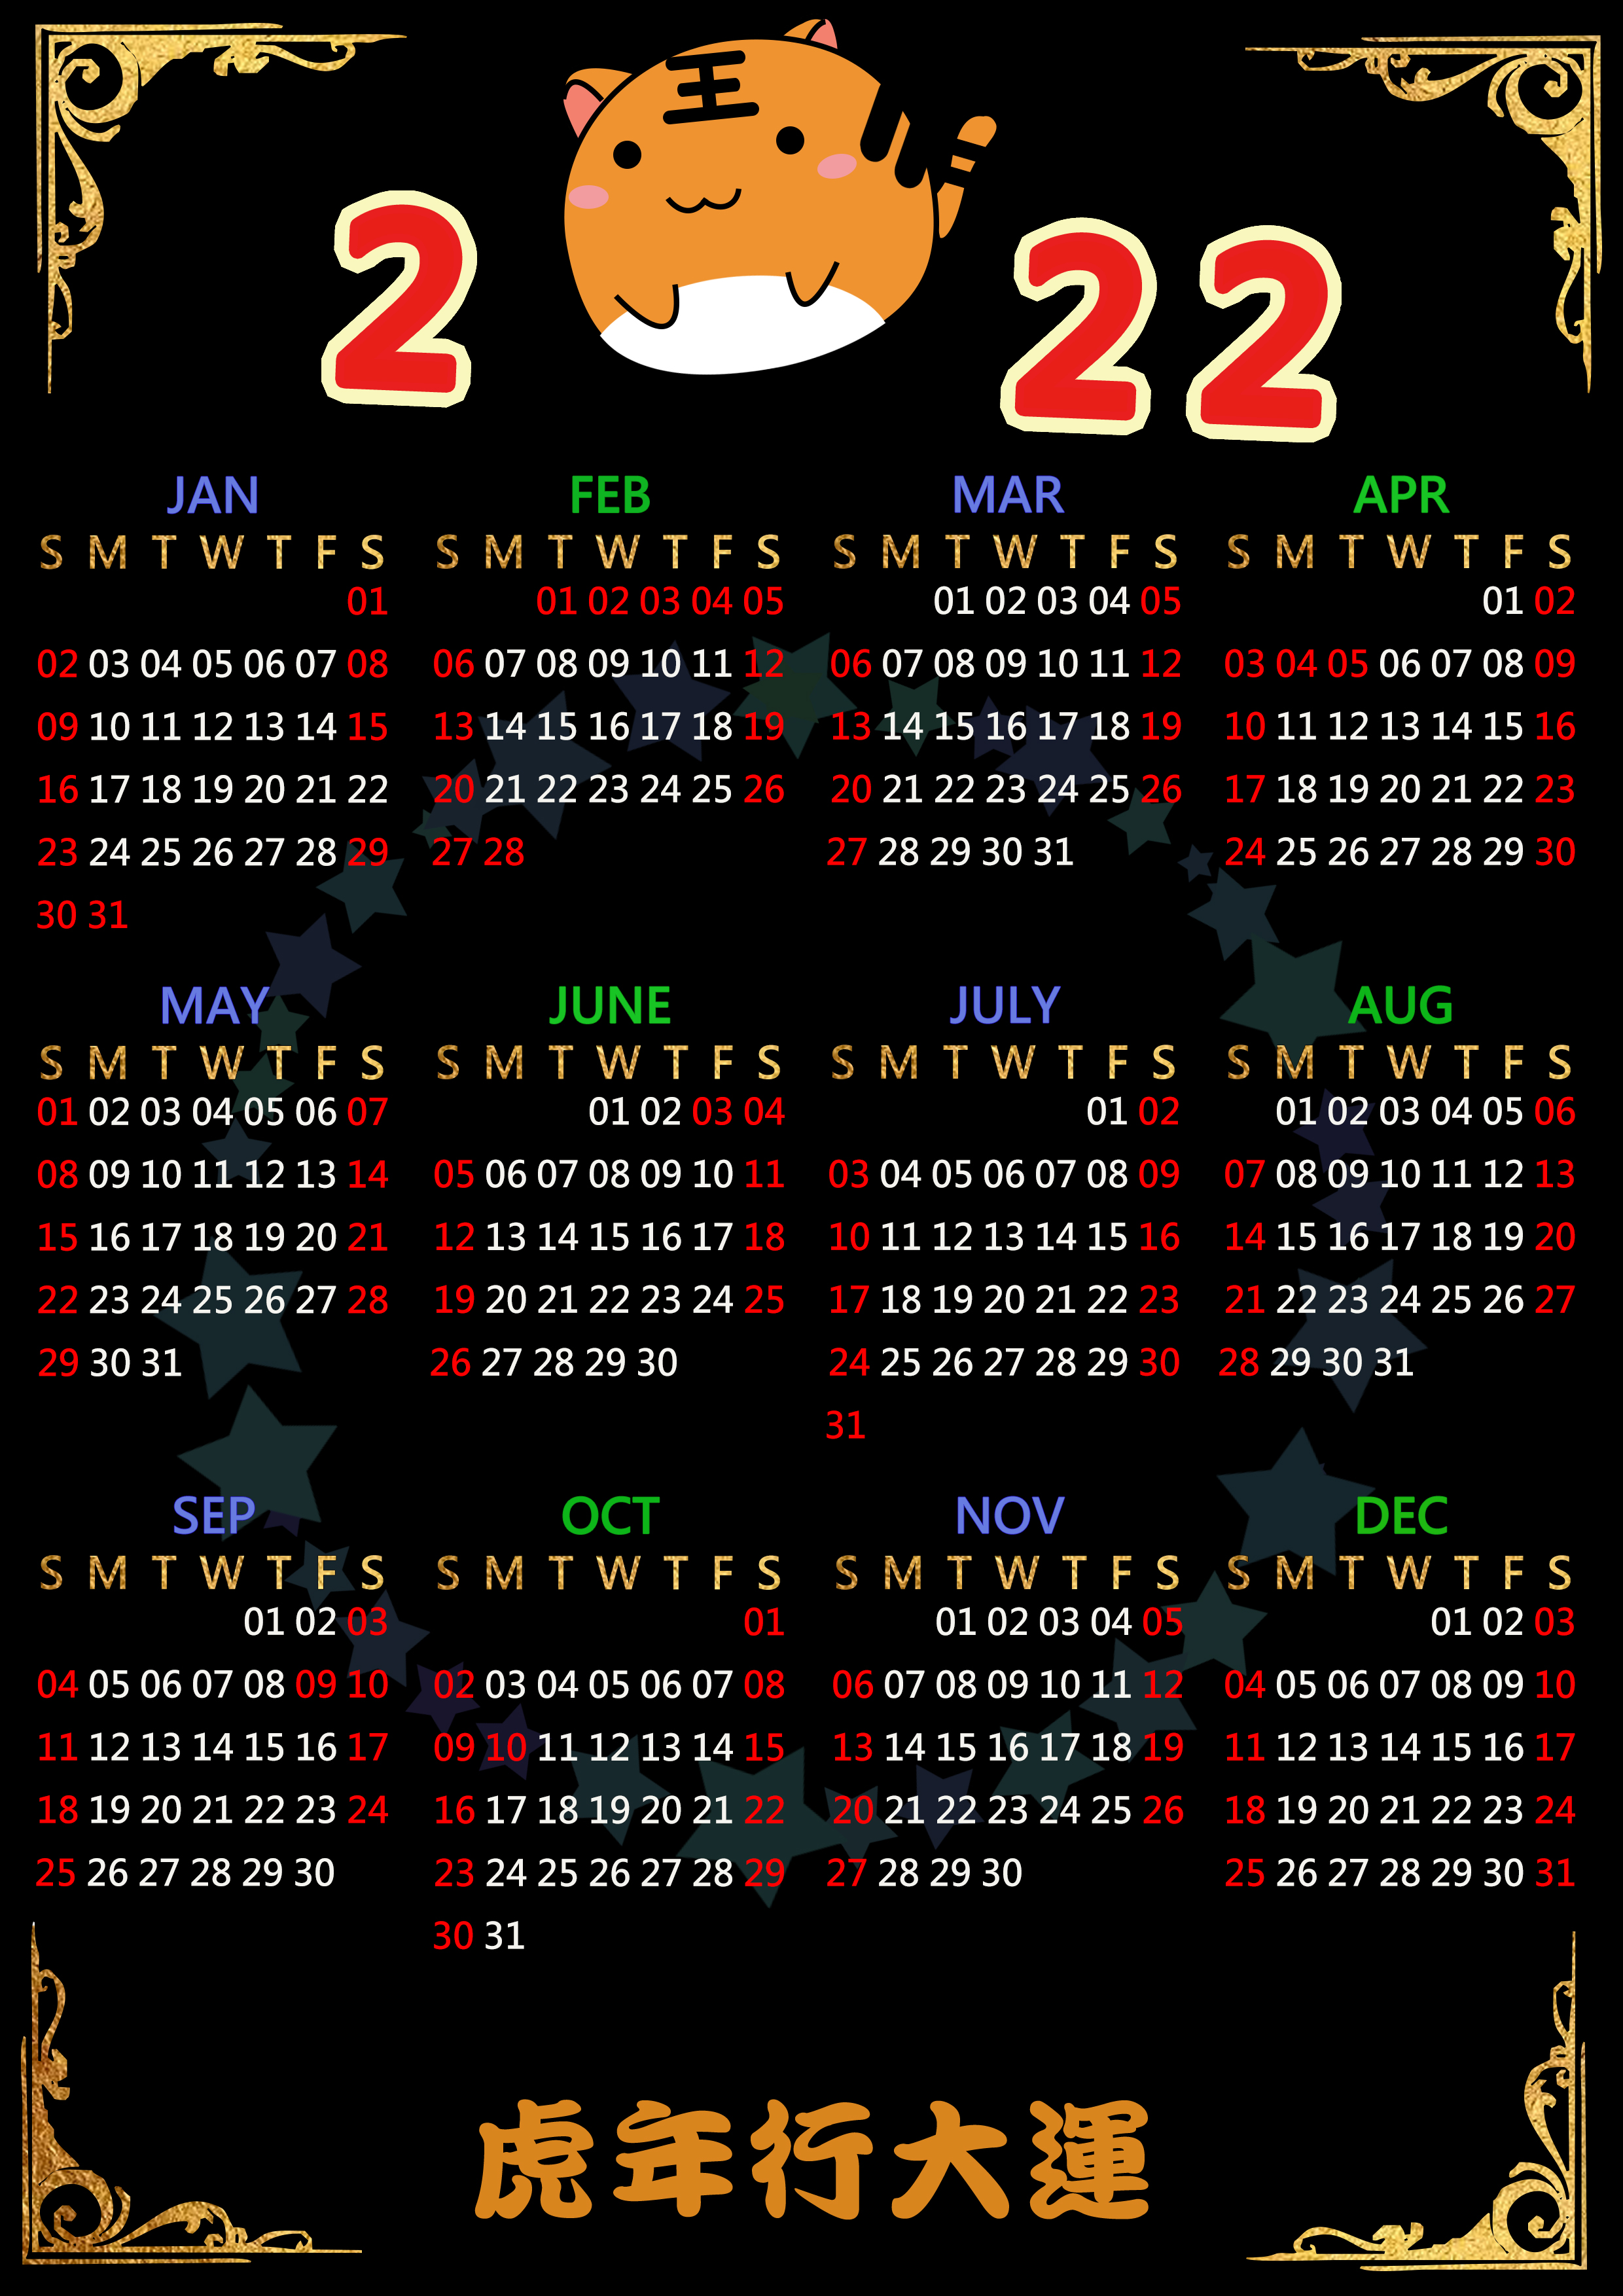 王
2 22
JAN FEB MAR APR
S M T W T F S S M T W T F S S M T W T F S S M T W T F S
01 01 02 03 04 05 01 02 03 04 05 01 02
02 03 04 05 06 07 08 06 07 08 09 10 11 12 06 07 08 09 10 11 12 03 04 05 06 07 08 09
09 10 11 12 13 14 15 13 14 15 16 17 18 19 13 14 15 16 17 18 19 10 11 12 13 14 15 16
16 17 18 19 20 21 22 20 21 22 23 24 25 26 20 21 22 23 24 25 26 17 18 19 20 21 22 23
23 24 25 26 27 28 29 27 28 27 28 29 30 31 24 25 26 27 28 29 30
30 31
MAY JUNE JULY AUG
S M T W T F S S M T W T F S S M T W T F S S M T W T F S
01 02 03 04 05 06 07 01 02 03 04 01 02 01 02 03 04 05 06
08 09 10 11 12 13 14 05 06 07 08 09 10 11 03 04 05 06 07 08 09 07 08 09 10 11 12 13
15 16 17 18 19 20 21 12 13 14 15 16 17 18 10 11 12 13 14 15 16 14 15 16 17 18 19 20
22 23 24 25 26 27 28 19 20 21 22 23 24 25 17 18 19 20 21 22 23 21 22 23 24 25 26 27
29 30 31 26 27 28 29 30 24 25 26 27 28 29 30 28 29 30 31
31
SEP OCT NOV DEC
S M T W T F S S M T W T F S S M T W T F S S M T W T F S
01 02 03 01 01 02 03 04 05 01 02 03
04 05 06 07 08 09 10 02 03 04 05 06 07 08 06 07 08 09 10 11 12 04 05 06 07 08 09 10
11 12 13 14 15 16 17 09 10 11 12 13 14 15 13 14 15 16 17 18 19 11 12 13 14 15 16 17
18 19 20 21 22 23 24 16 17 18 19 20 21 22 20 21 22 23 24 25 26 18 19 20 21 22 23 24
25 26 27 28 29 30 23 24 25 26 27 28 29 27 28 29 30 25 26 27 28 29 30 31
30 31
虎年行大運